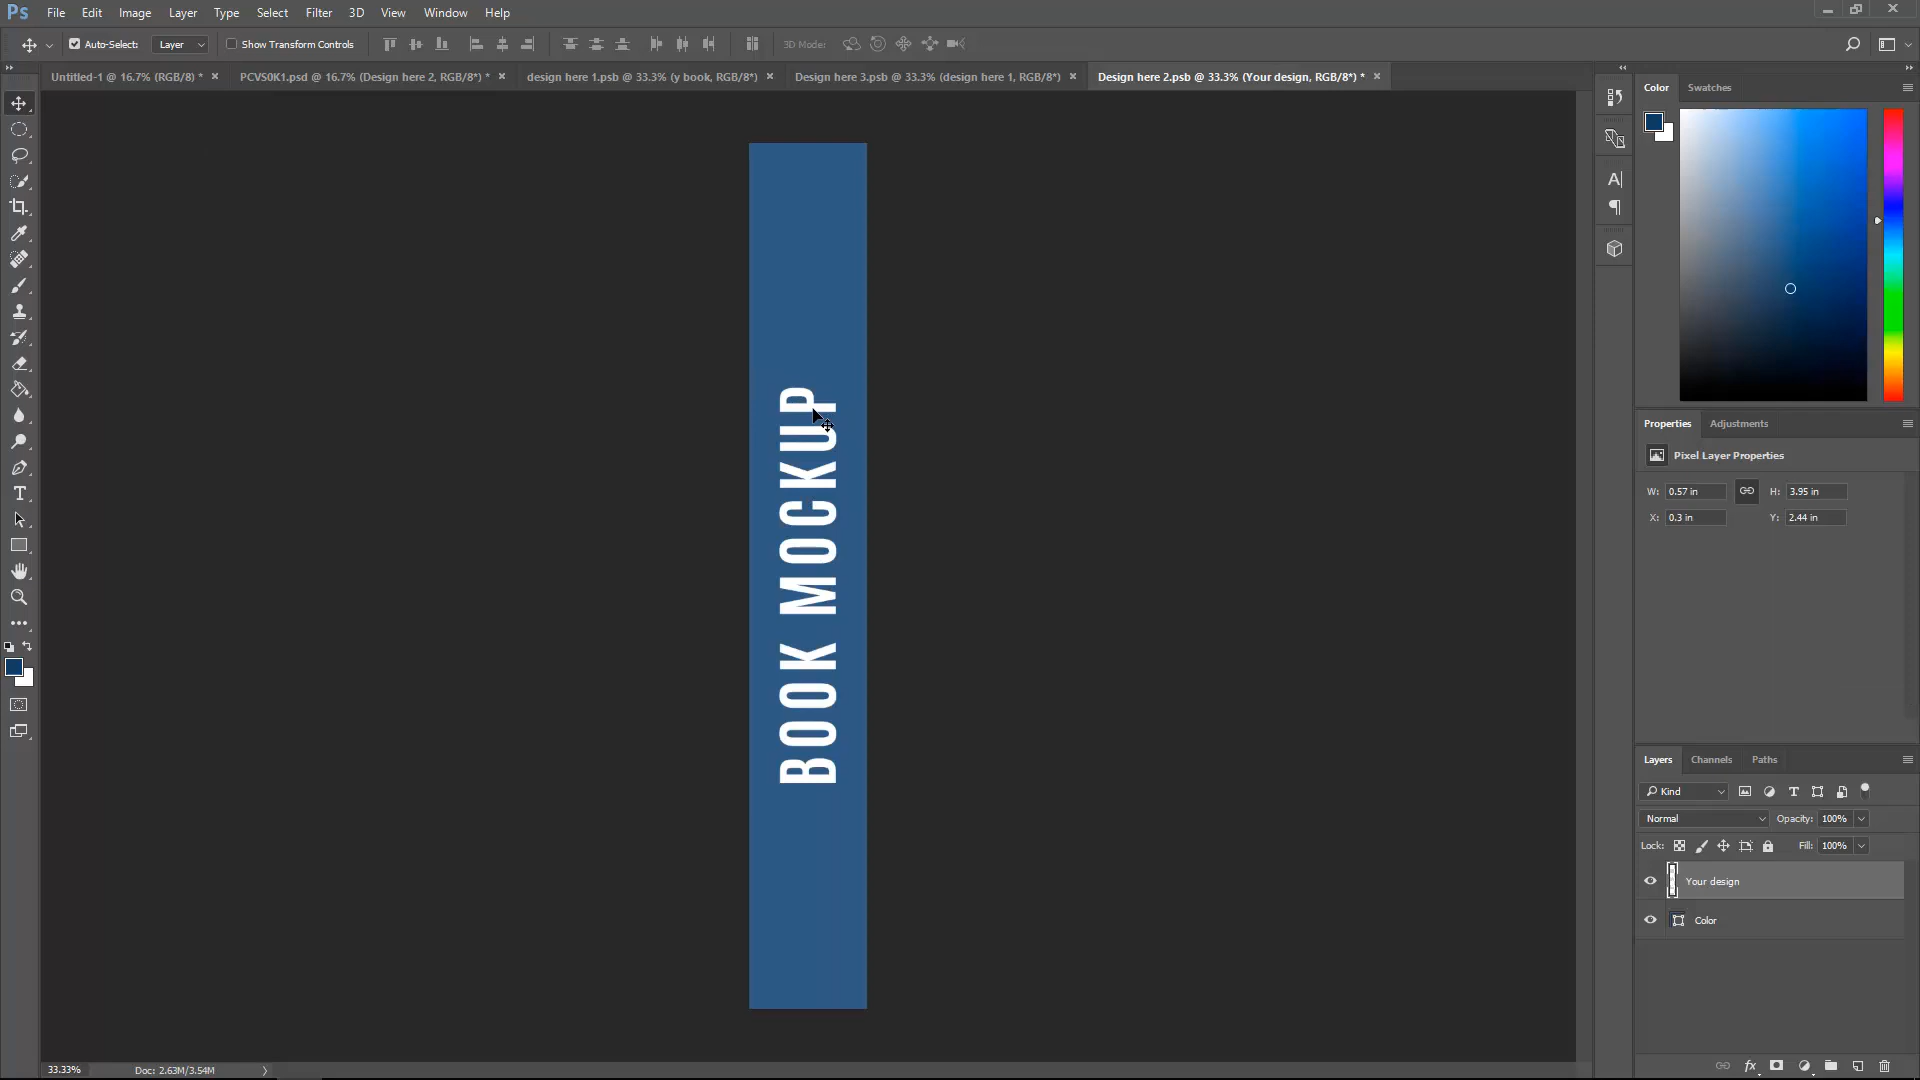 Ps File Edit Image Layer Type Select Filter 3D View Window Help
Auto-Select: Layer Show Transform Controls 3D Mode:
Untitled-1 @ 16.7% (RGB/8) * × PCVS0K1.psd @ 16.7% (Design here 2, RGB/8*) * × design here 1.psb @ 33.3% (y book, RGB/8*) × Design here 3.psb @ 33.3% (design here 1, RGB/8*) × Design here 2.psb @ 33.3% (Your design, RGB/8*) * ×
Color Swatches
BOOK MOCKUP
Properties Adjustments
Pixel Layer Properties
W: 0.57 in H: 3.95 in
X: 0.3 in Y: 2.44 in
Layers Channels Paths
Kind
Normal Opacity: 100%
Lock: Fill: 100%
Your design
Color
33.33% Doc: 2.63M/3.54M